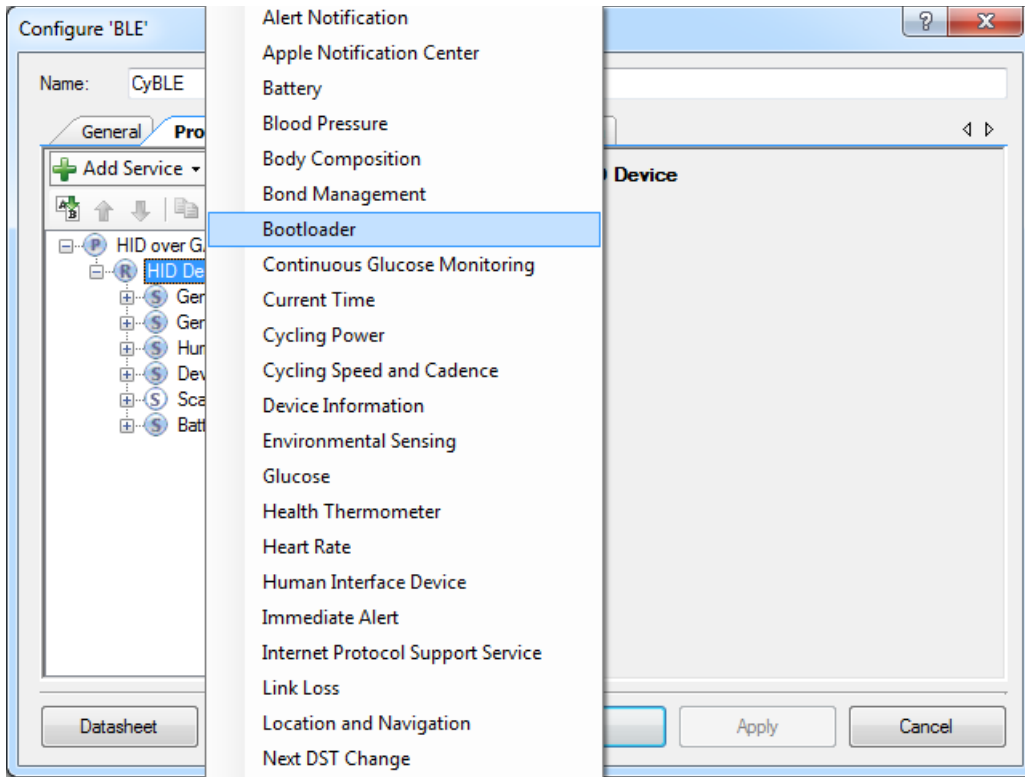 Configure 'BLE'
Name: CyBLE
General Pro
Add Service
Device
HID over G
HID De
Ger
Ger
Hur
Dev
Sca
Batt
Alert Notification
Apple Notification Center
Battery
Blood Pressure
Body Composition
Bond Management
Bootloader
Continuous Glucose Monitoring
Current Time
Cycling Power
Cycling Speed and Cadence
Device Information
Environmental Sensing
Glucose
Health Thermometer
Heart Rate
Human Interface Device
Immediate Alert
Internet Protocol Support Service
Link Loss
Location and Navigation
Next DST Change
Datasheet
Apply
Cancel